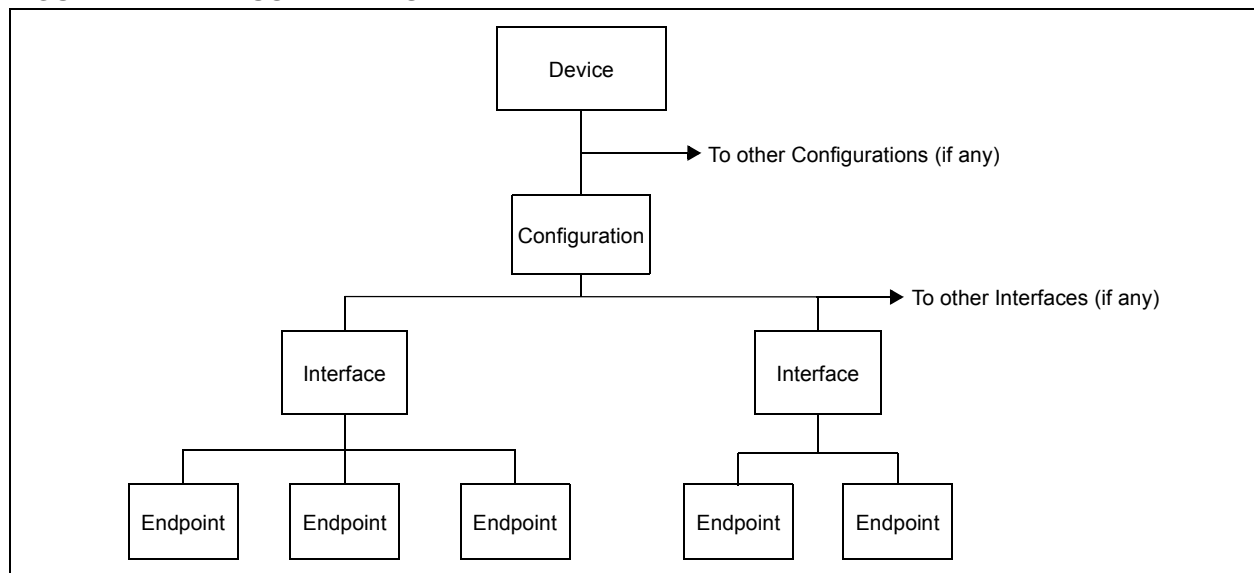 Device
To other Configurations (if any)
Configuration
To other Interfaces (if any)
Interface
Interface
Endpoint
Endpoint
Endpoint
Endpoint
Endpoint